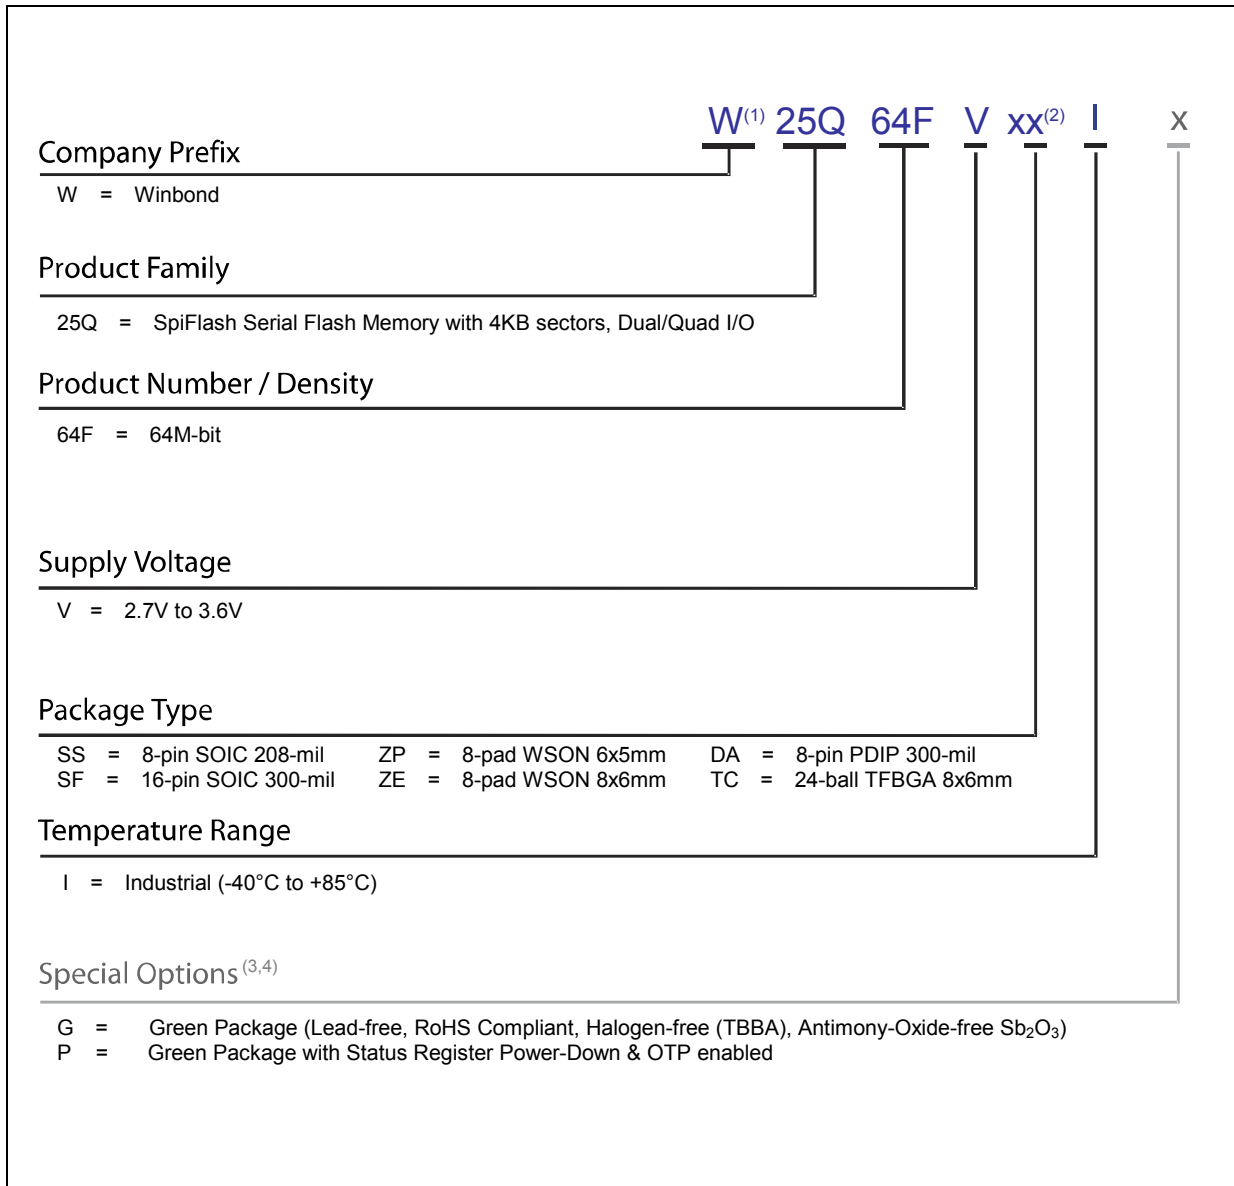 W(1) 25Q 64F V xx(2) I x
Company Prefix
W = Winbond
Product Family
25Q = SpiFlash Serial Flash Memory with 4KB sectors, Dual/Quad I/O
Product Number / Density
64F = 64M-bit
Supply Voltage
V = 2.7V to 3.6V
Package Type
SS = 8-pin SOIC 208-mil ZP = 8-pad WSON 6x5mm DA = 8-pin PDIP 300-mil
SF = 16-pin SOIC 300-mil ZE = 8-pad WSON 8x6mm TC = 24-ball TFBGA 8x6mm
Temperature Range
I = Industrial (-40°C to +85°C)
Special Options (3,4)
G = Green Package (Lead-free, RoHS Compliant, Halogen-free (TBBA), Antimony-Oxide-free Sb₂O₃)
P = Green Package with Status Register Power-Down & OTP enabled